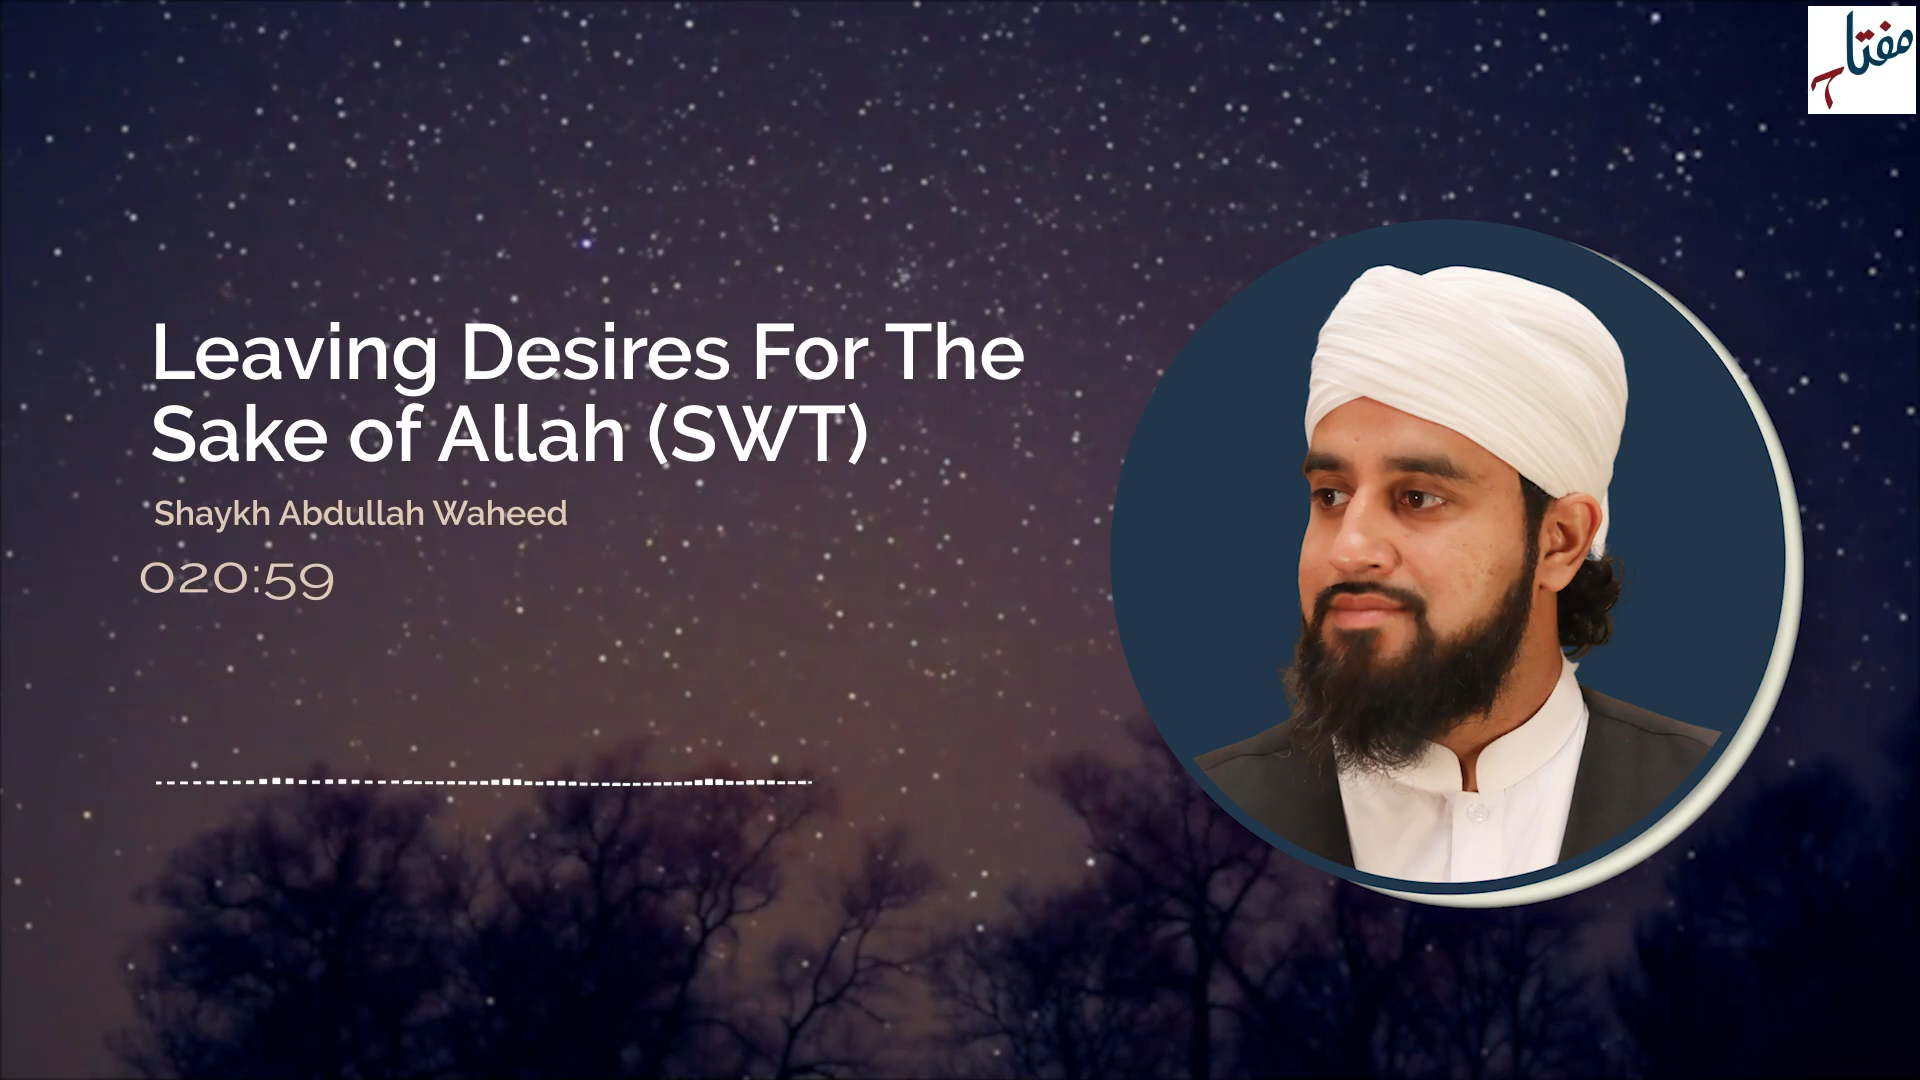 مفتاح
Leaving Desires For The
Sake of Allah (SWT)
Shaykh Abdullah Waheed
020:59